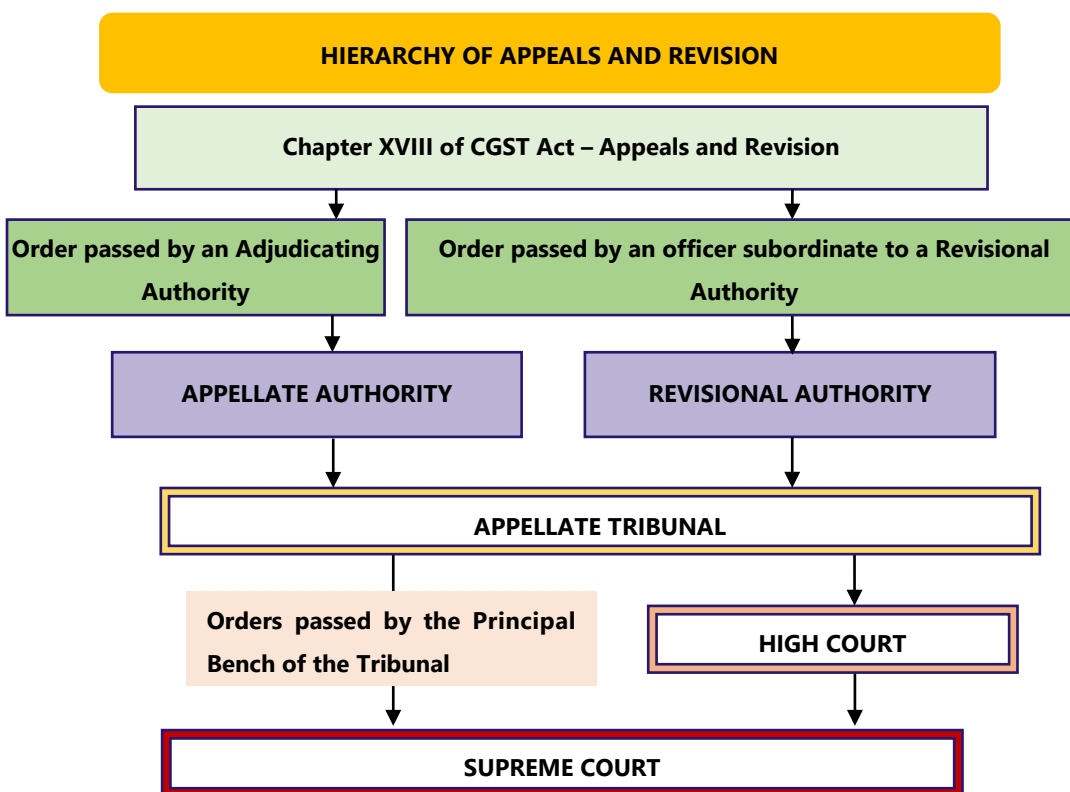 HIERARCHY OF APPEALS AND REVISION
Chapter XVIII of CGST Act – Appeals and Revision
Order passed by an Adjudicating
Authority
Order passed by an officer subordinate to a Revisional
Authority
APPELLATE AUTHORITY
REVISIONAL AUTHORITY
APPELLATE TRIBUNAL
Orders passed by the Principal
Bench of the Tribunal
HIGH COURT
SUPREME COURT